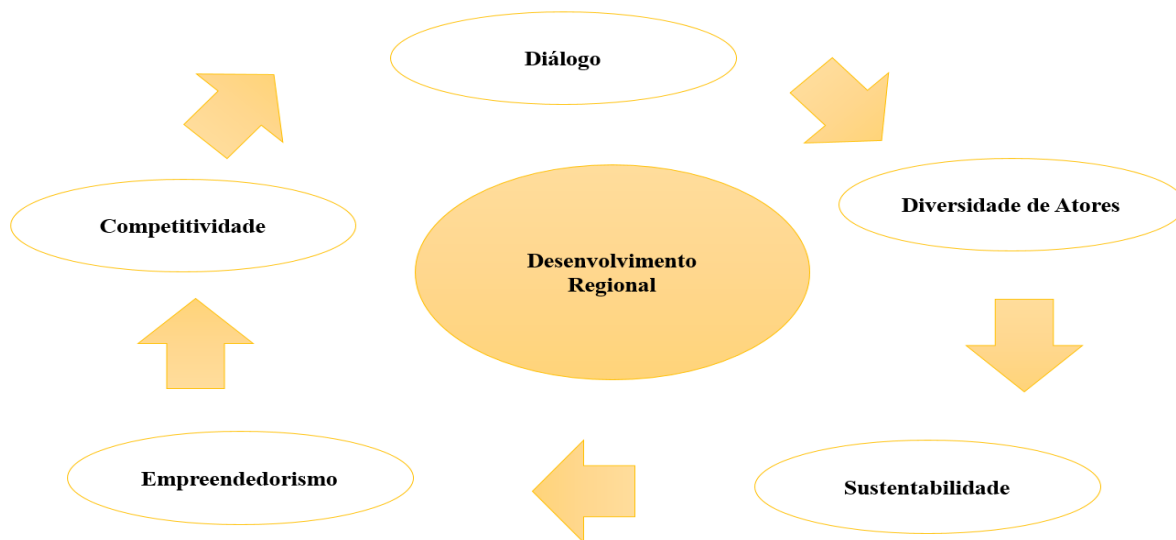 Diálogo
Diversidade de Atores
Competitividade
Desenvolvimento
Regional
Empreendedorismo
Sustentabilidade